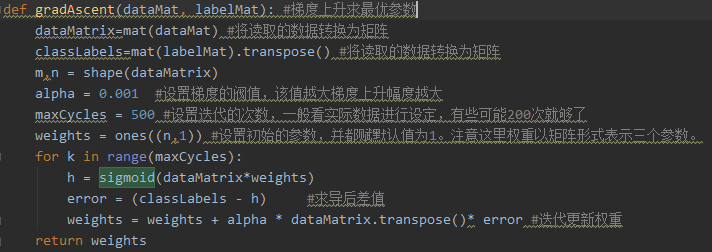 def gradAscent(dataMat, labelMat): #梯度上升求最优参数
dataMatrix=mat(dataMat) #将读取的数据转换为矩阵
classLabels=mat(labelMat).transpose() #将读取的数据转换为矩阵
m,n = shape(dataMatrix)
alpha = 0.001 #设置梯度的阀值，该值越大梯度上升幅度越大
maxCycles = 500 #设置迭代的次数，一般看实际数据进行设定，有些可能200次就够了
weights = ones((n,1)) #设置初始的参数，并都赋默认值为1。注意这里权重以矩阵形式表示三个参数。
for k in range(maxCycles):
h = sigmoid(dataMatrix*weights)
error = (classLabels - h) #求导后差值
weights = weights + alpha * dataMatrix.transpose()* error #迭代更新权重
return weights